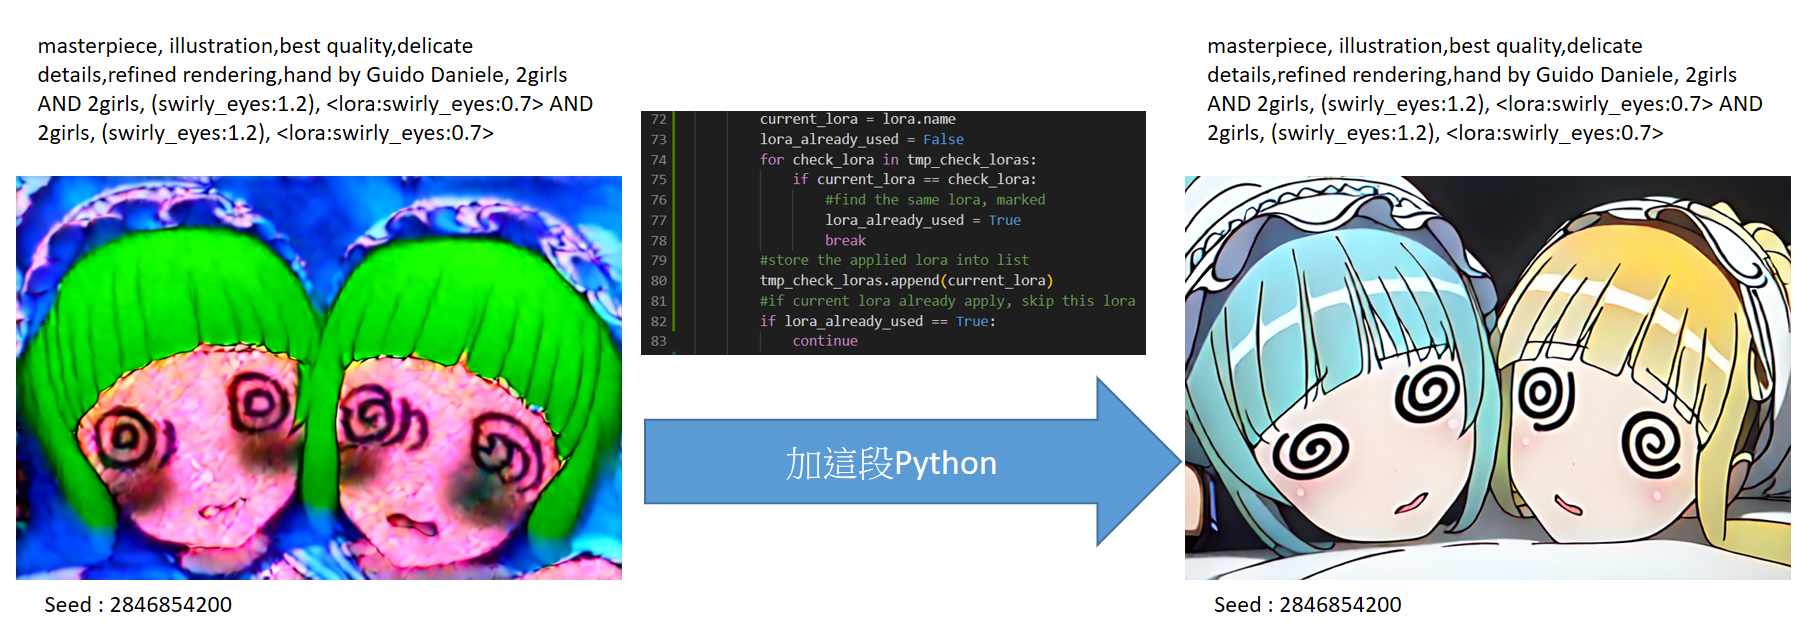 masterpiece, illustration,best quality,delicate
details,refined rendering,hand by Guido Daniele, 2girls
AND 2girls, (swirly_eyes:1.2), <lora:swirly_eyes:0.7> AND
2girls, (swirly_eyes:1.2), <lora:swirly_eyes:0.7>
Seed : 2846854200
72 current_lora = lora.name
73 lora_already_used = False
74 for check_lora in tmp_check_loras:
75 if current_lora == check_lora:
76 #find the same lora, marked
77 lora_already_used = True
78 break
79 #store the applied lora into list
80 tmp_check_loras.append(current_lora)
81 #if current lora already apply, skip this lora
82 if lora_already_used == True:
83 continue
加這段Python
masterpiece, illustration,best quality,delicate
details,refined rendering,hand by Guido Daniele, 2girls
AND 2girls, (swirly_eyes:1.2), <lora:swirly_eyes:0.7> AND
2girls, (swirly_eyes:1.2), <lora:swirly_eyes:0.7>
Seed : 2846854200